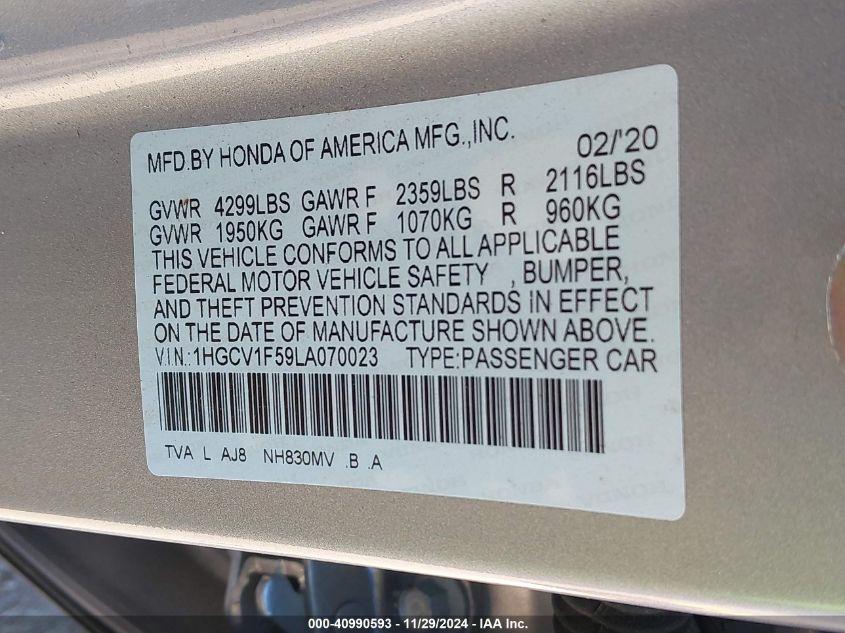 MFD.BY HONDA OF AMERICA MFG.,INC. 02/'20
GVWR 4299LBS GAWR F 2359LBS R 2116LBS
GVWR 1950KG GAWR F 1070KG R 960KG
THIS VEHICLE CONFORMS TO ALL APPLICABLE
FEDERAL MOTOR VEHICLE SAFETY , BUMPER,
AND THEFT PREVENTION STANDARDS IN EFFECT
ON THE DATE OF MANUFACTURE SHOWN ABOVE.
V.I.N.:1HGCV1F59LA070023 TYPE:PASSENGER CAR
TVA L AJ8 NH830MV .B .A
000-40990593 - 11/29/2024 - IAA Inc.